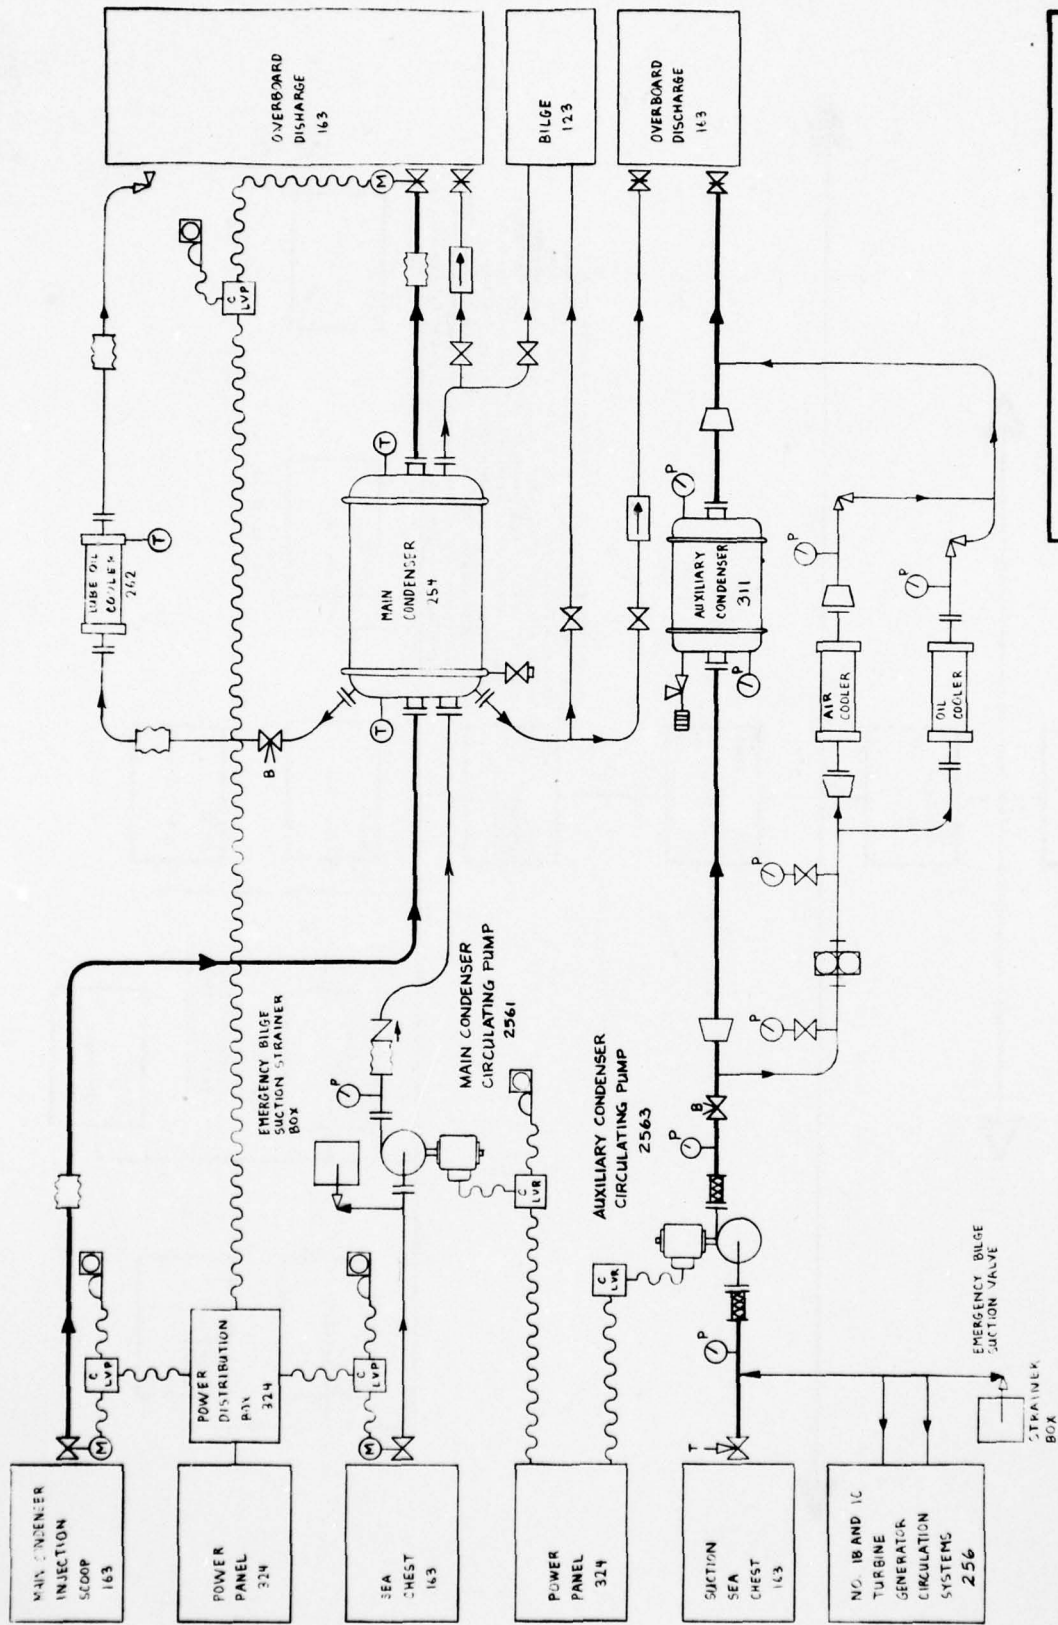 OVERBOARD
DISHARGE
163
BILGE
123
OVERBOARD
DISCHARGE
163
M
C
LVP
LUBE OIL
COOLER
262
T
T
MAIN
CONDENSER
254
T
B
P
AUXILIARY
CONDENSER
311
P
P
AIR
COOLER
P
OIL
COOLER
P
P
EMERGENCY BILGE
SUCTION STRAINER
BOX
P
MAIN CONDENSER
CIRCULATING PUMP
2561
C
LVR
AUXILIARY CONDENSER
CIRCULATING PUMP
2563
C
LVR
P
B
P
EMERGENCY BILGE
SUCTION VALVE
STRAINER
BOX
C
LVP
M
POWER
DISTRIBUTION
BOX
324
C
LVP
M
T
MAIN CONDENSER
INJECTION
SCOOP
163
POWER
PANEL
324
SEA
CHEST
163
POWER
PANEL
324
SUCTION
SEA
CHEST
163
NO. 1B AND 1C
TURBINE
GENERATOR
CIRCULATION
SYSTEMS
256